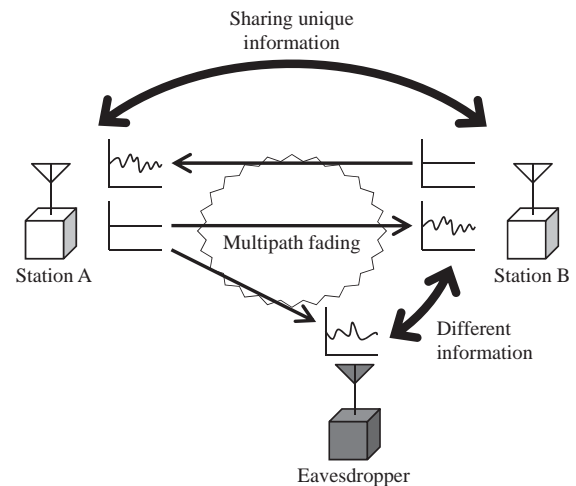 Sharing unique
information
Multipath fading
Station A
Station B
Different
information
Eavesdropper